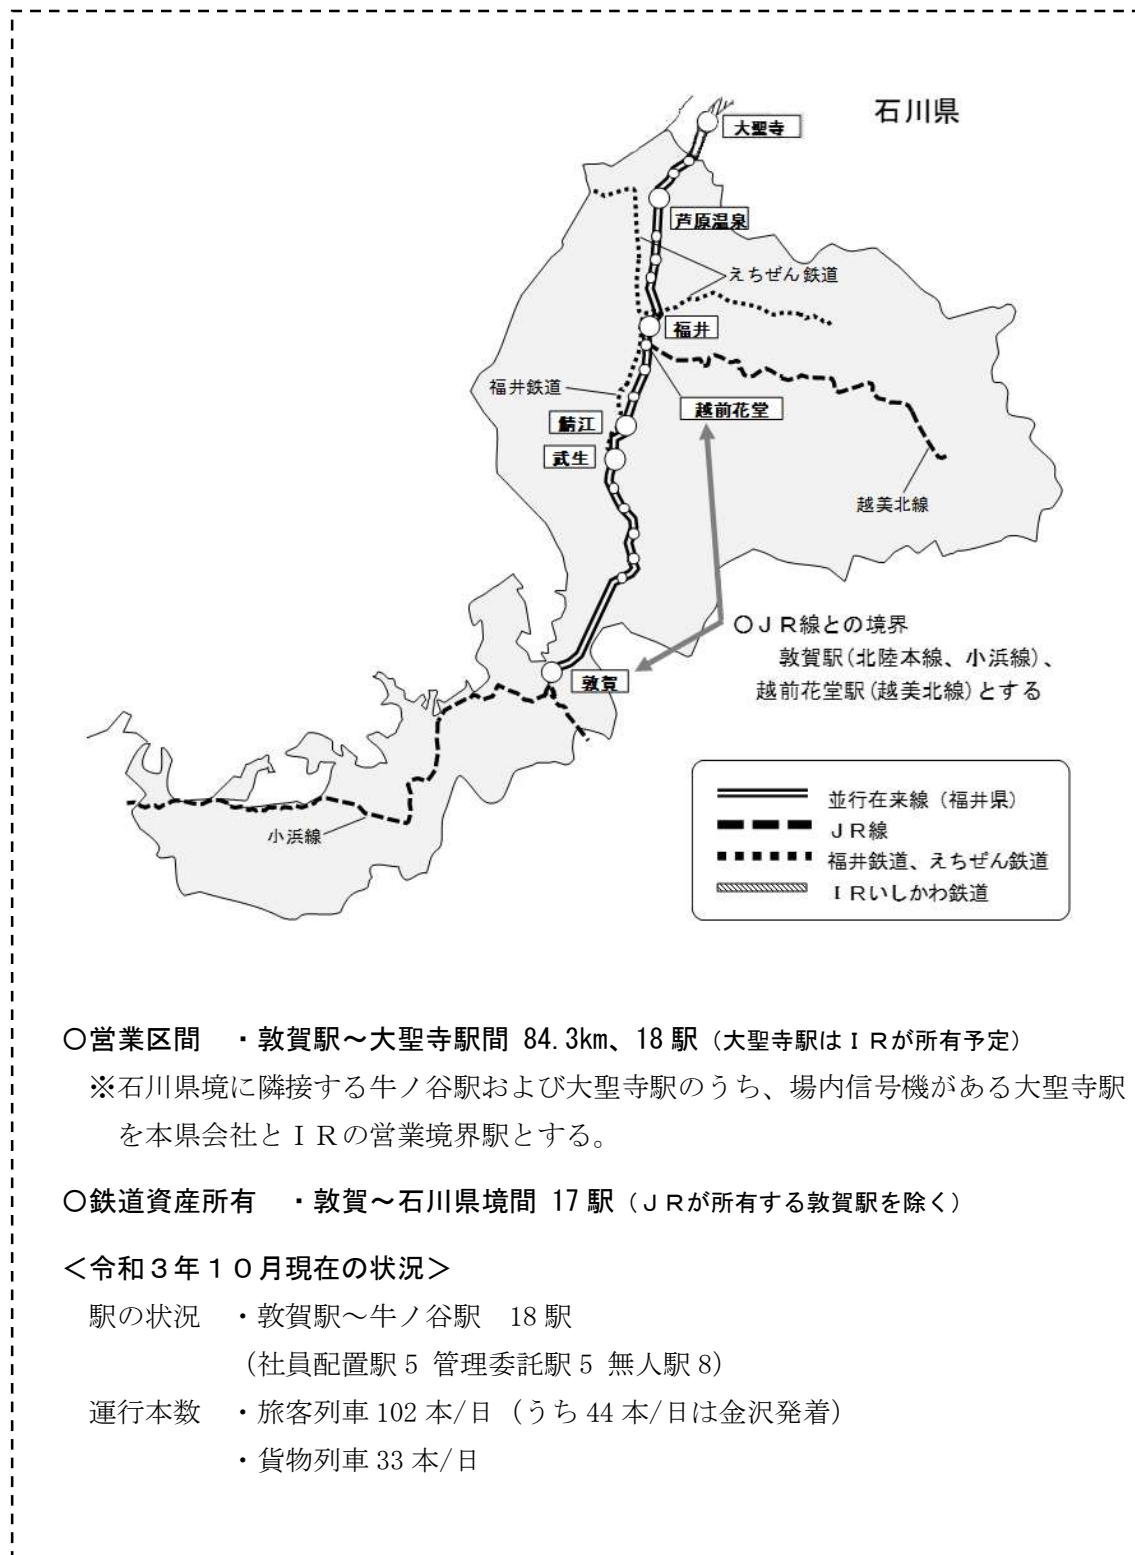 石川県
大聖寺
芦原温泉
えちぜん鉄道
福井
福井鉄道
越前花堂
鯖江
武生
越美北線
〇ＪＲ線との境界
敦賀駅(北陸本線、小浜線)、
越前花堂駅(越美北線)とする
敦賀
小浜線
並行在来線（福井県）
ＪＲ線
福井鉄道、えちぜん鉄道
ＩＲいしかわ鉄道
〇営業区間　・敦賀駅～大聖寺駅間 84.3km、18 駅（大聖寺駅はＩＲが所有予定）
※石川県境に隣接する牛ノ谷駅および大聖寺駅のうち、場内信号機がある大聖寺駅
を本県会社とＩＲの営業境界駅とする。
〇鉄道資産所有　・敦賀～石川県境間 17 駅（ＪＲが所有する敦賀駅を除く）
＜令和３年１０月現在の状況＞
駅の状況　・敦賀駅～牛ノ谷駅　18 駅
（社員配置駅 5 管理委託駅 5 無人駅 8）
運行本数　・旅客列車 102 本/日（うち 44 本/日は金沢発着）
・貨物列車 33 本/日